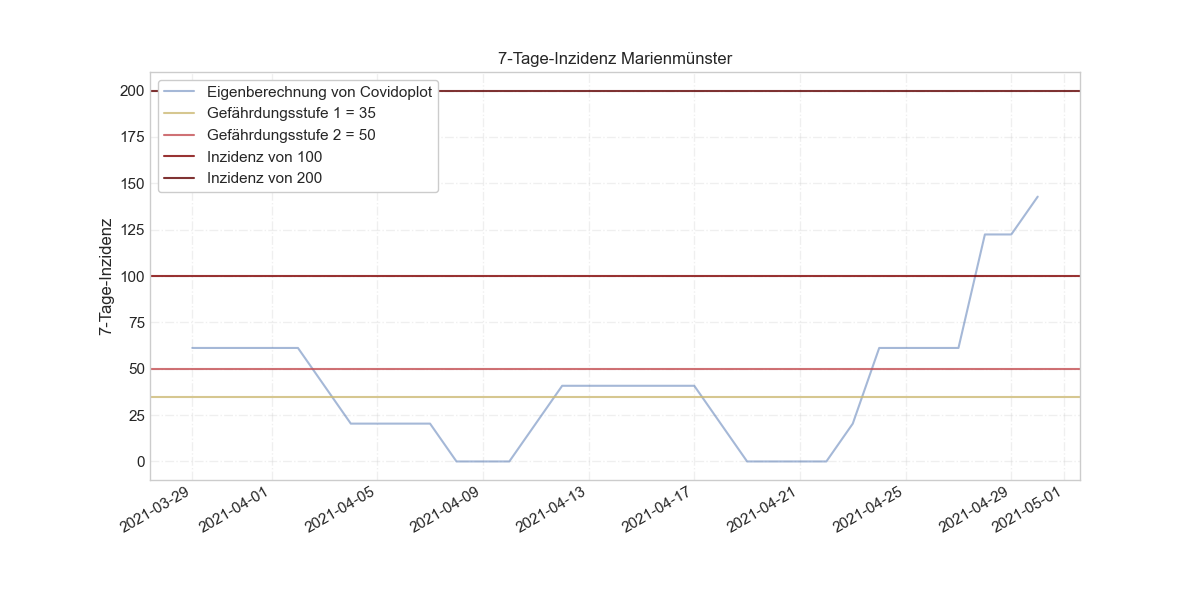 7-Tage-Inzidenz Marienmünster
Eigenberechnung von Covidoplot
Gefährdungsstufe 1 = 35
Gefährdungsstufe 2 = 50
Inzidenz von 100
Inzidenz von 200
7-Tage-Inzidenz
200
175
150
125
100
75
50
25
0
2021-03-29
2021-04-01
2021-04-05
2021-04-09
2021-04-13
2021-04-17
2021-04-21
2021-04-25
2021-04-29
2021-05-01